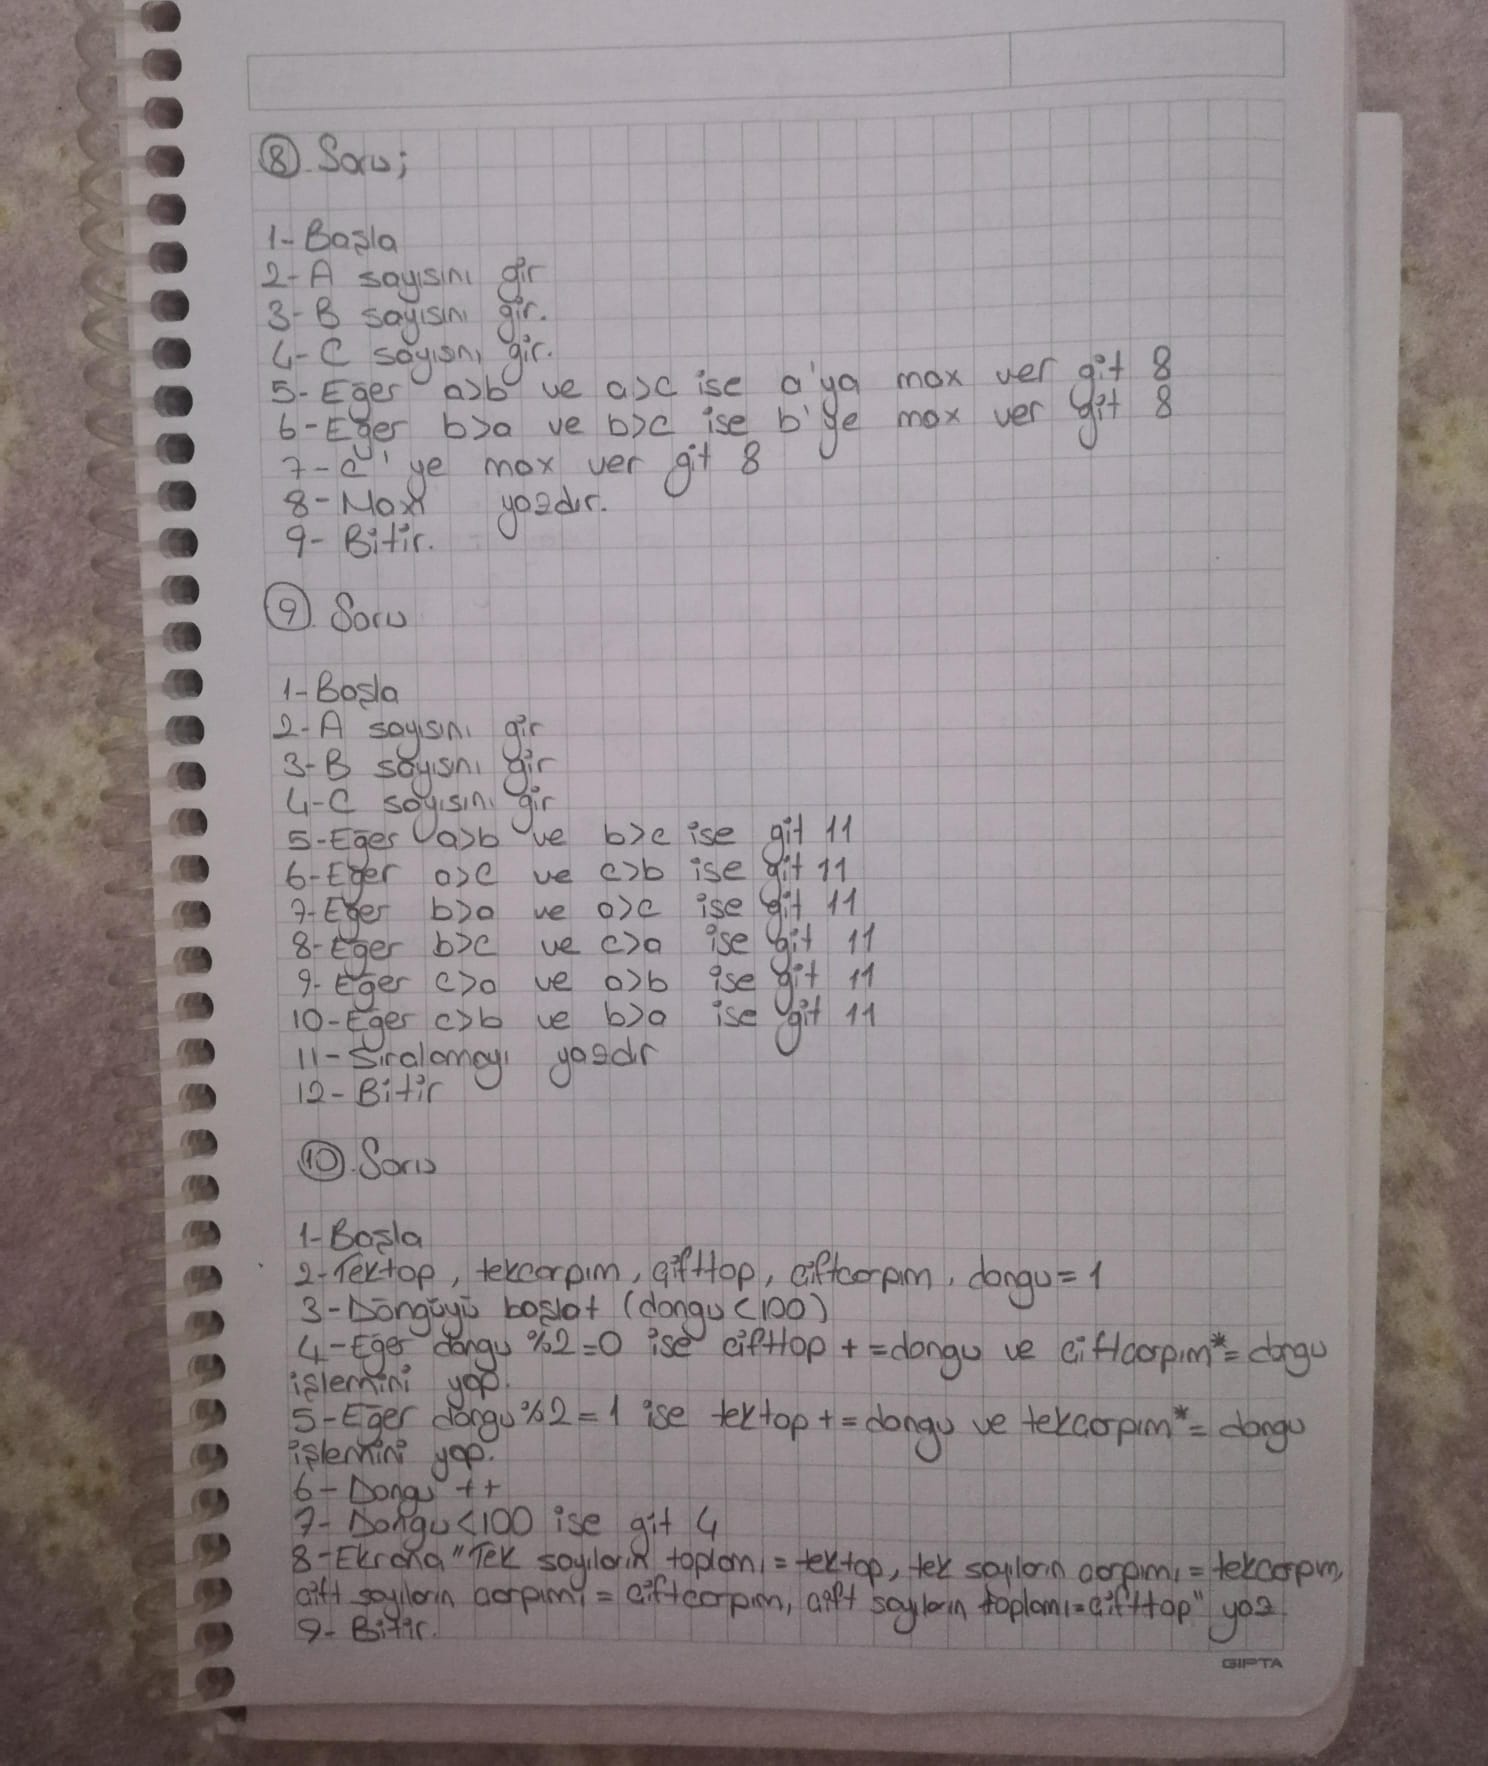 8. Soru;
1- Başla
2- A sayısını gir
3- B sayısını gir.
4- C sayısnı gir.
5- Eğer a>b ve a>c ise a'ya max ver git 8
6- Eğer b>a ve b>c ise b'ye max ver git 8
7- c'ye max ver git 8
8- Max yazdır.
9- Bitir.
9. Soru
1- Başla
2- A sayısını gir
3- B sayısını gir
4- C sayısını gir
5- Eğer a>b ve b>c ise git 11
6- Eğer a>c ve c>b ise git 11
7- Eğer b>a ve a>c ise git 11
8- Eğer b>c ve c>a ise git 11
9- Eğer c>a ve a>b ise git 11
10- Eğer c>b ve b>a ise git 11
11- Sıralamayı yazdır
12- Bitir
10. Soru
1- Başla
2- Tektop, tekcarpım, çifttop, çiftcarpım, dongu = 1
3- Döngüyü başlat (dongu < 100)
4- Eğer dongu %2=0 ise cifttop += dongu ve çiftcarpım *= dongu
işlemini yap.
5- Eğer dongu %2 = 1 ise tektop += dongu ve tekcarpım *= dongu
işlemini yap.
6- Dongu ++
7- Dongu < 100 ise git 4
8- Ekrana "Tek sayıların toplamı = tektop, tek sayıların çarpımı = tekcarpım,
çift sayıların çarpımı = çiftcarpım, çift sayıların toplamı = çifttop" yaz
9- Bitir.
GIPTA